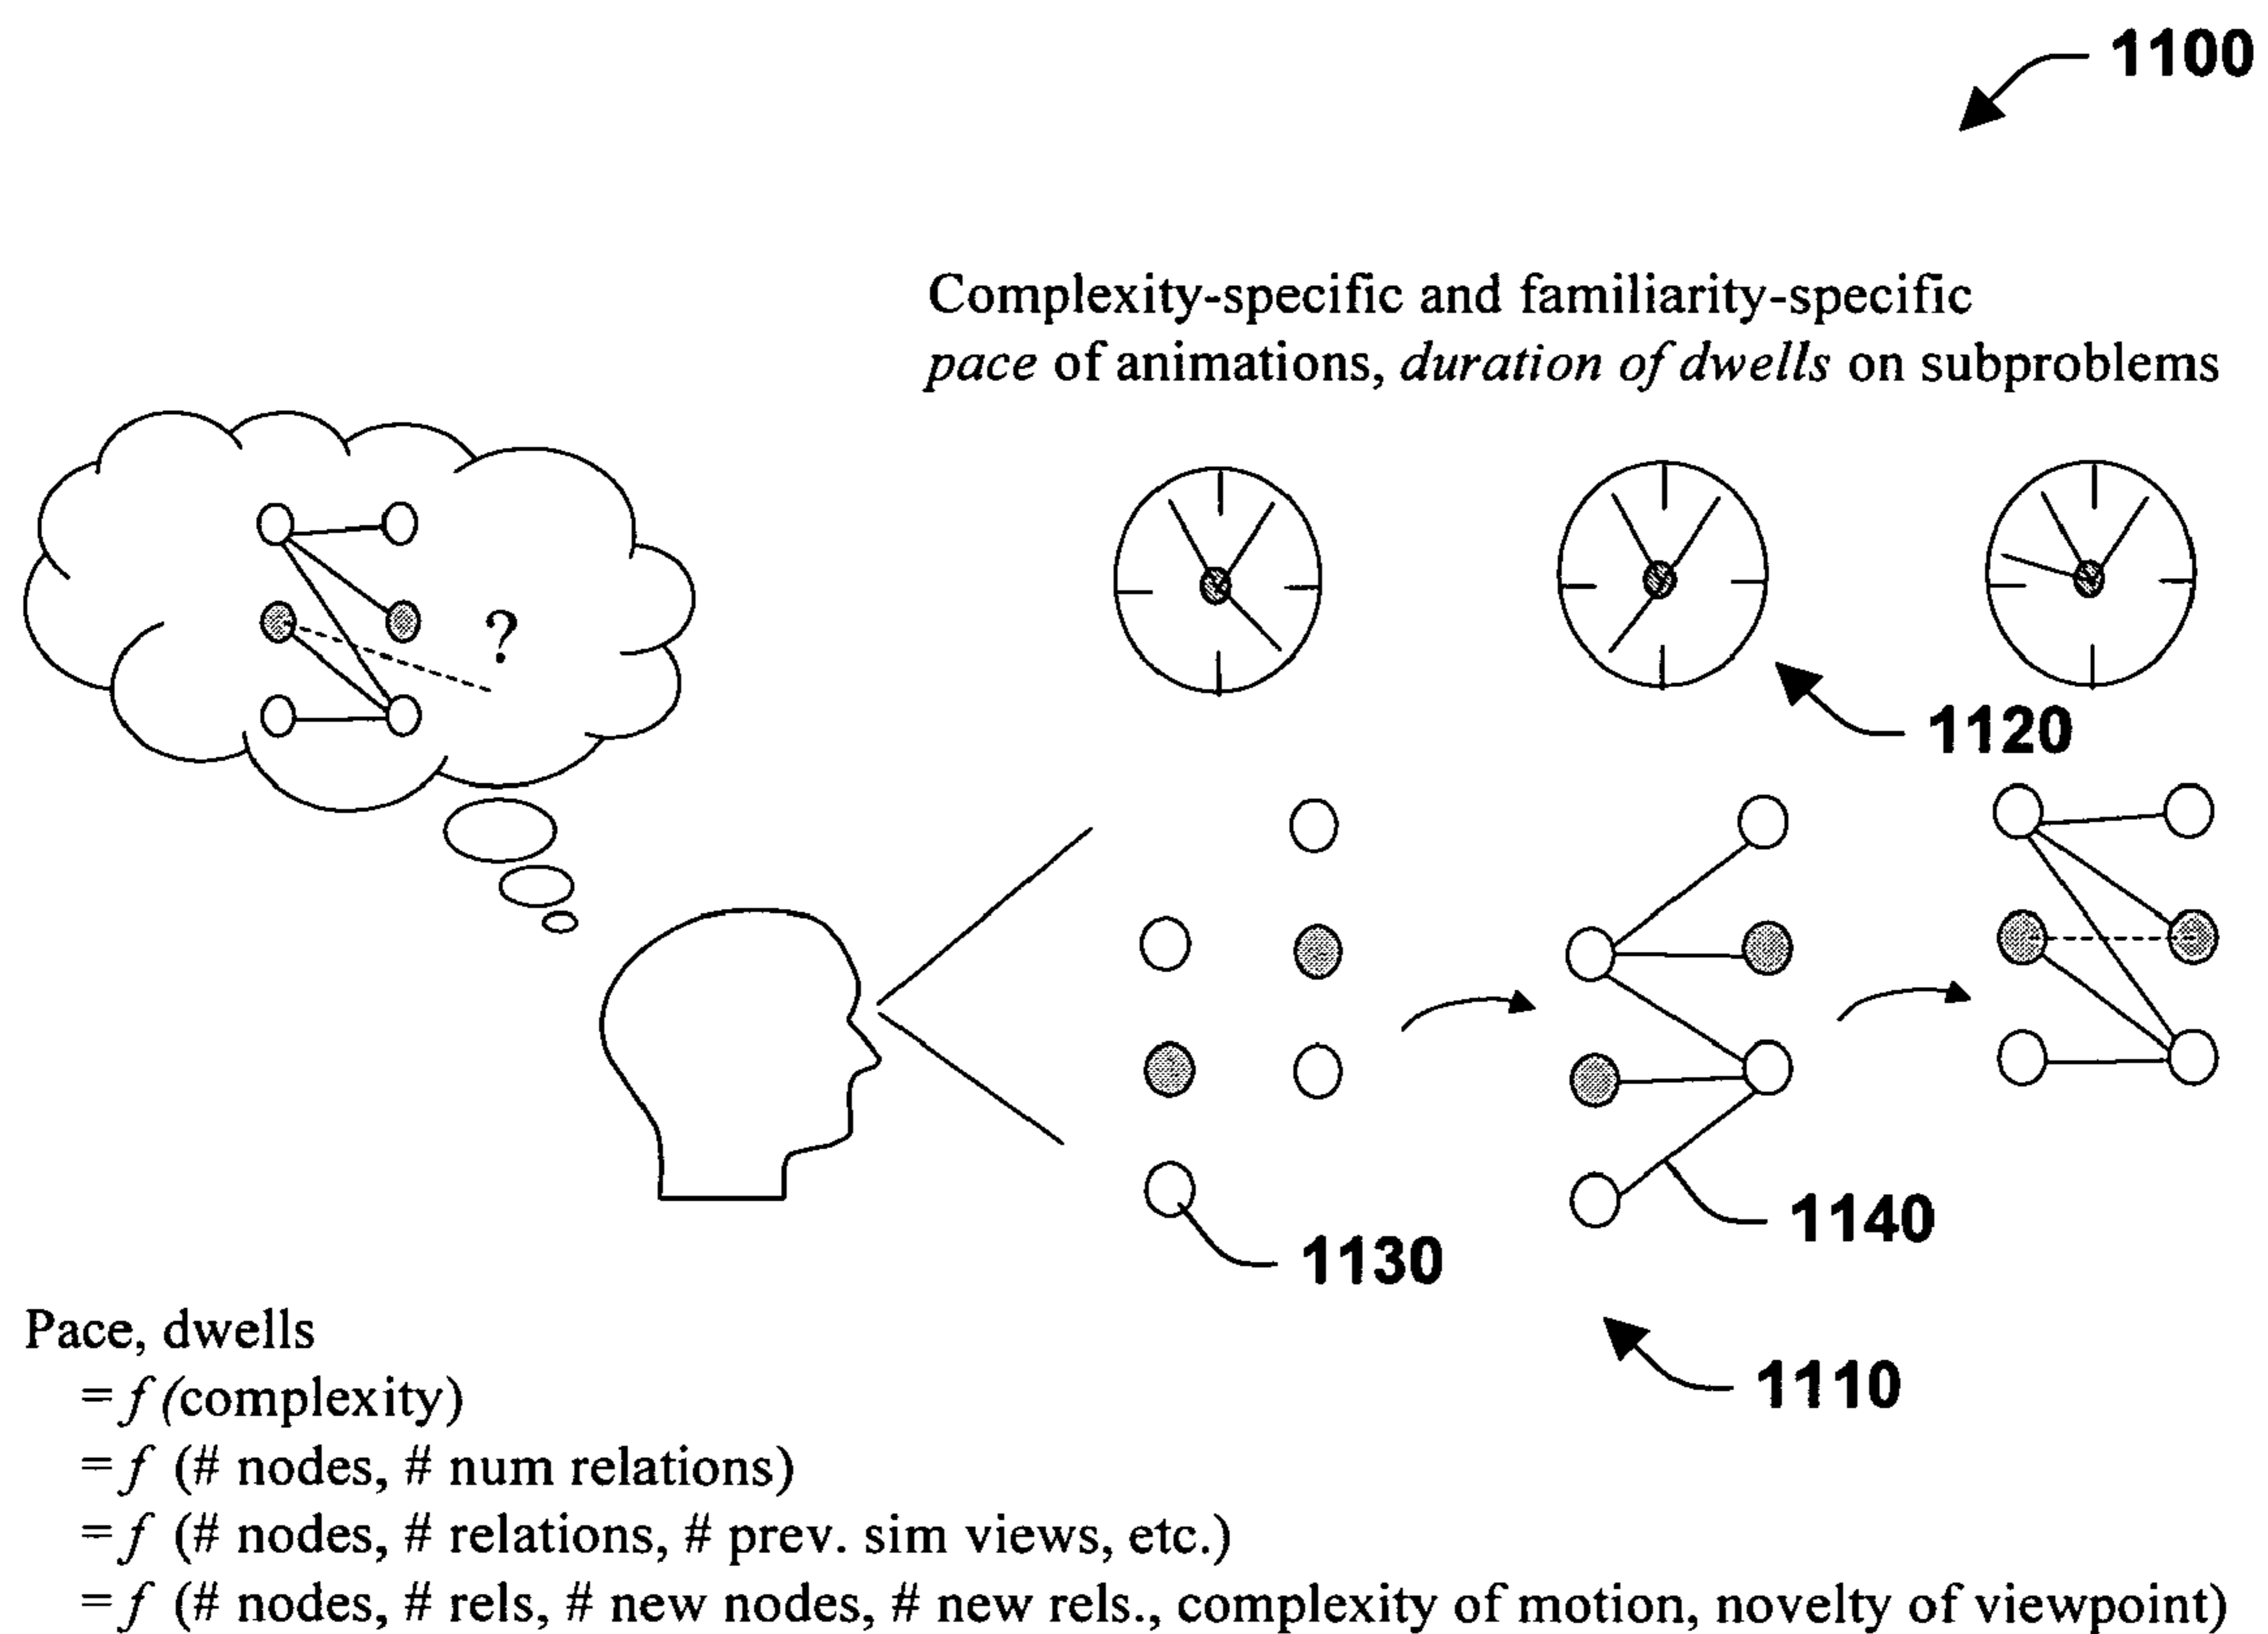 1100
Complexity-specific and familiarity-specific
pace of animations, duration of dwells on subproblems
?
1120
1140
1130
1110
Pace, dwells
= f (complexity)
= f (# nodes, # num relations)
= f (# nodes, # relations, # prev. sim views, etc.)
= f (# nodes, # rels, # new nodes, # new rels., complexity of motion, novelty of viewpoint)